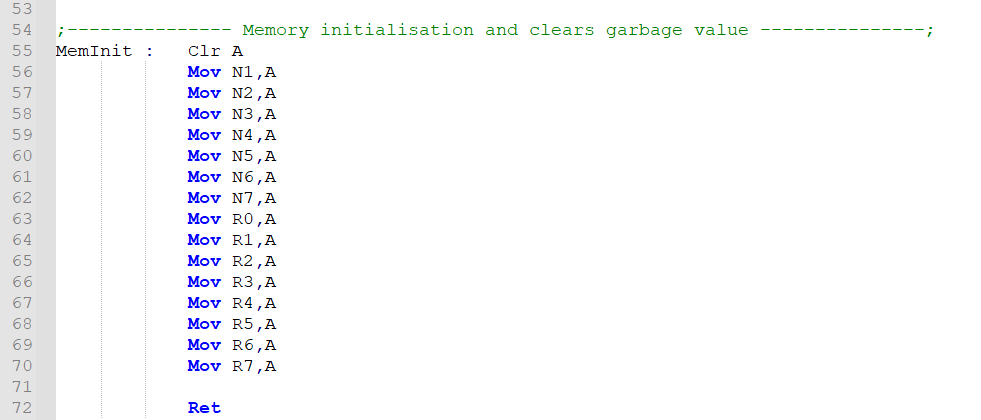 53
54 ;--------------- Memory initialisation and clears garbage value ---------------;
55 MemInit :   Clr A
56 Mov N1,A
57 Mov N2,A
58 Mov N3,A
59 Mov N4,A
60 Mov N5,A
61 Mov N6,A
62 Mov N7,A
63 Mov R0,A
64 Mov R1,A
65 Mov R2,A
66 Mov R3,A
67 Mov R4,A
68 Mov R5,A
69 Mov R6,A
70 Mov R7,A
71
72 Ret